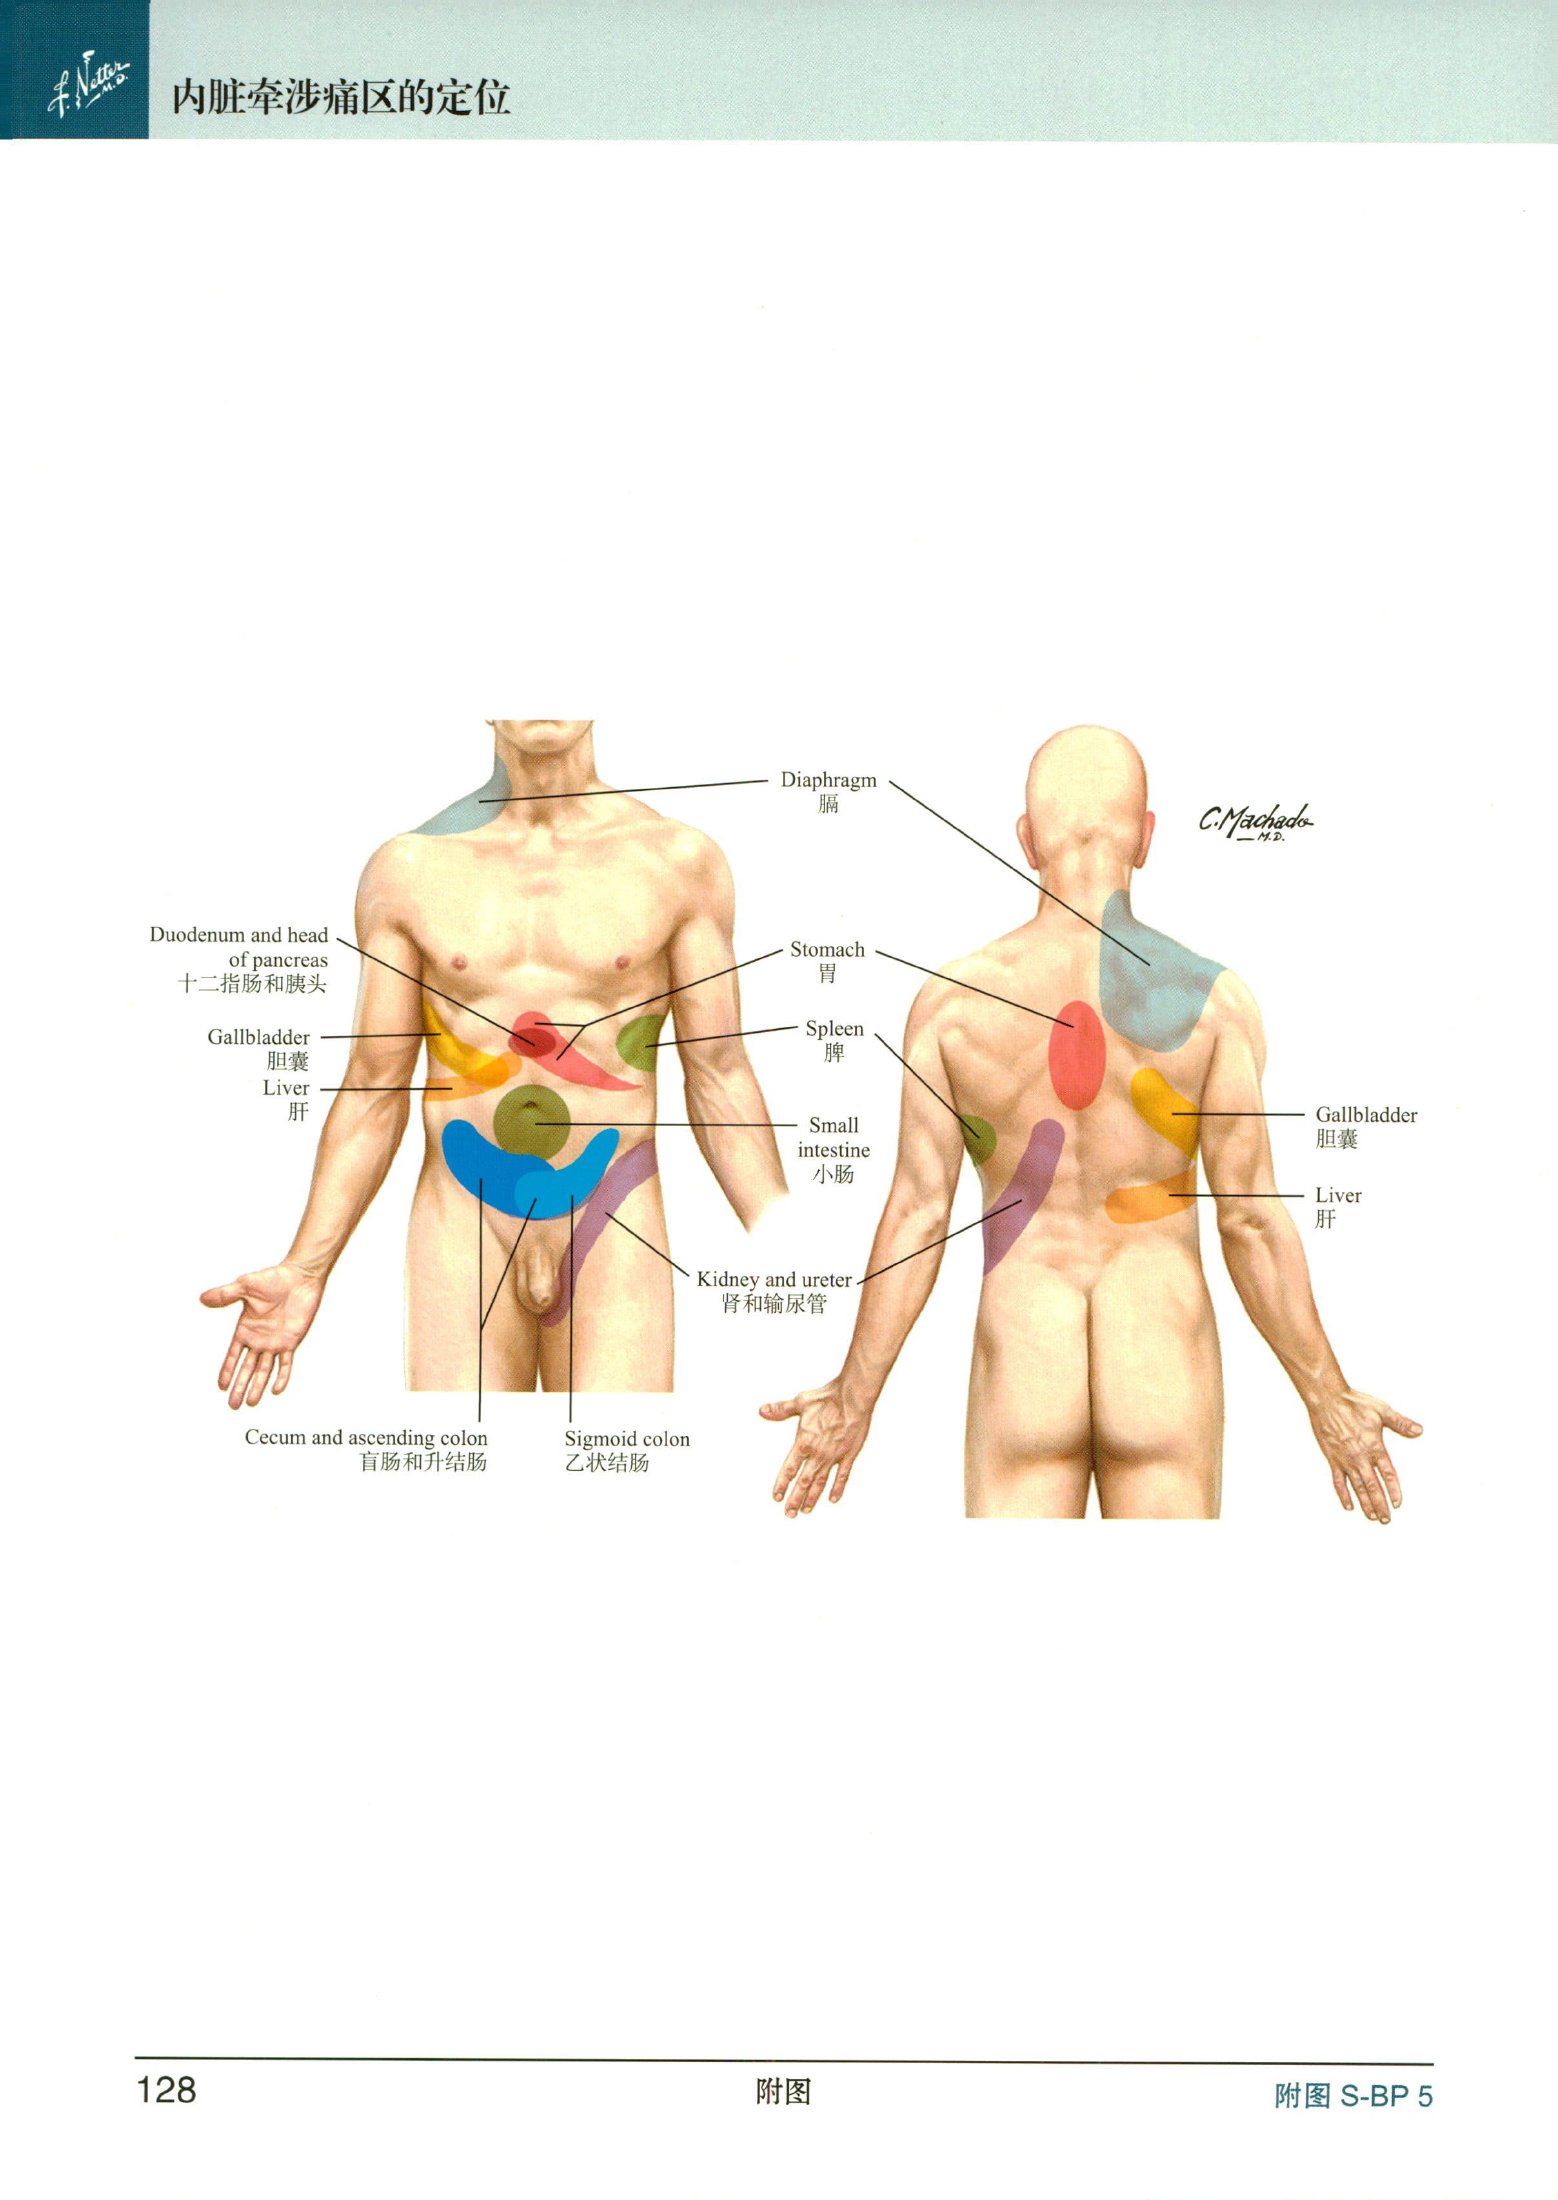 F. Netter
M.D.
内脏牵涉痛区的定位
Diaphragm
膈
C. Machado
M.D.
Duodenum and head
of pancreas
十二指肠和胰头
Stomach
胃
Gallbladder
胆囊
Spleen
脾
Liver
肝
Small
intestine
小肠
Gallbladder
胆囊
Liver
肝
Kidney and ureter
肾和输尿管
Cecum and ascending colon
盲肠和升结肠
Sigmoid colon
乙状结肠
128
附图
附图 S-BP 5